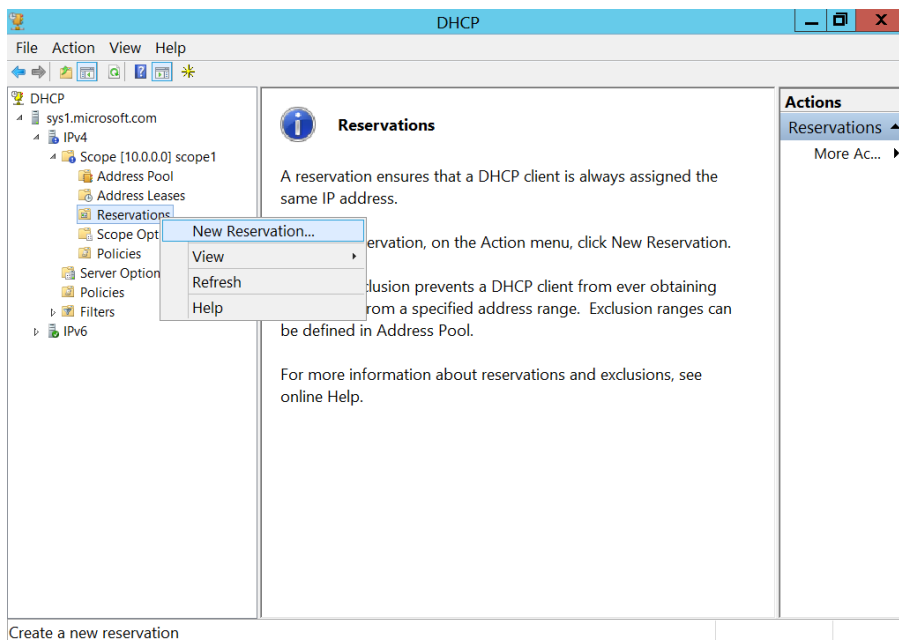 DHCP
File Action View Help
DHCP
sys1.microsoft.com
IPv4
Scope [10.0.0.0] scope1
Address Pool
Address Leases
Reservations
Scope Opt
Policies
Server Option
Policies
Filters
IPv6
New Reservation...
View
Refresh
Help
Reservations
A reservation ensures that a DHCP client is always assigned the
same IP address.
ervation, on the Action menu, click New Reservation.
lusion prevents a DHCP client from ever obtaining
rom a specified address range. Exclusion ranges can
be defined in Address Pool.
For more information about reservations and exclusions, see
online Help.
Actions
Reservations
More Ac...
Create a new reservation